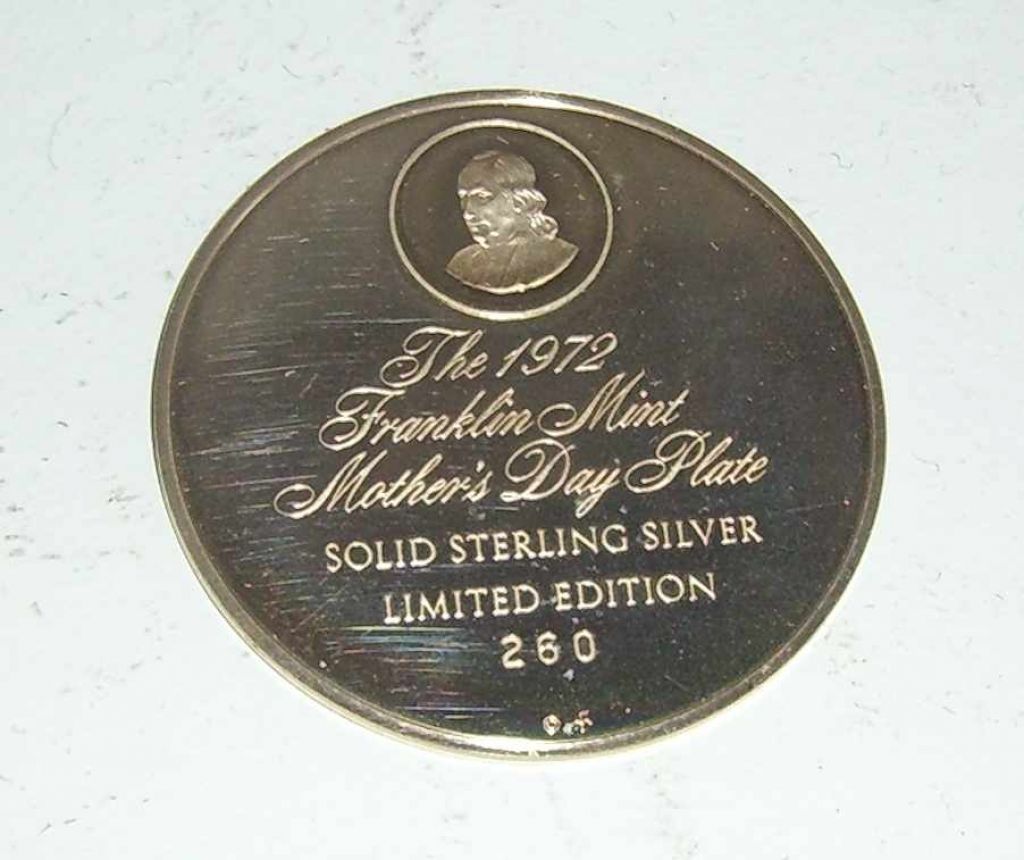 The 1972
Franklin Mint
Mother's Day Plate
SOLID STERLING SILVER
LIMITED EDITION
260